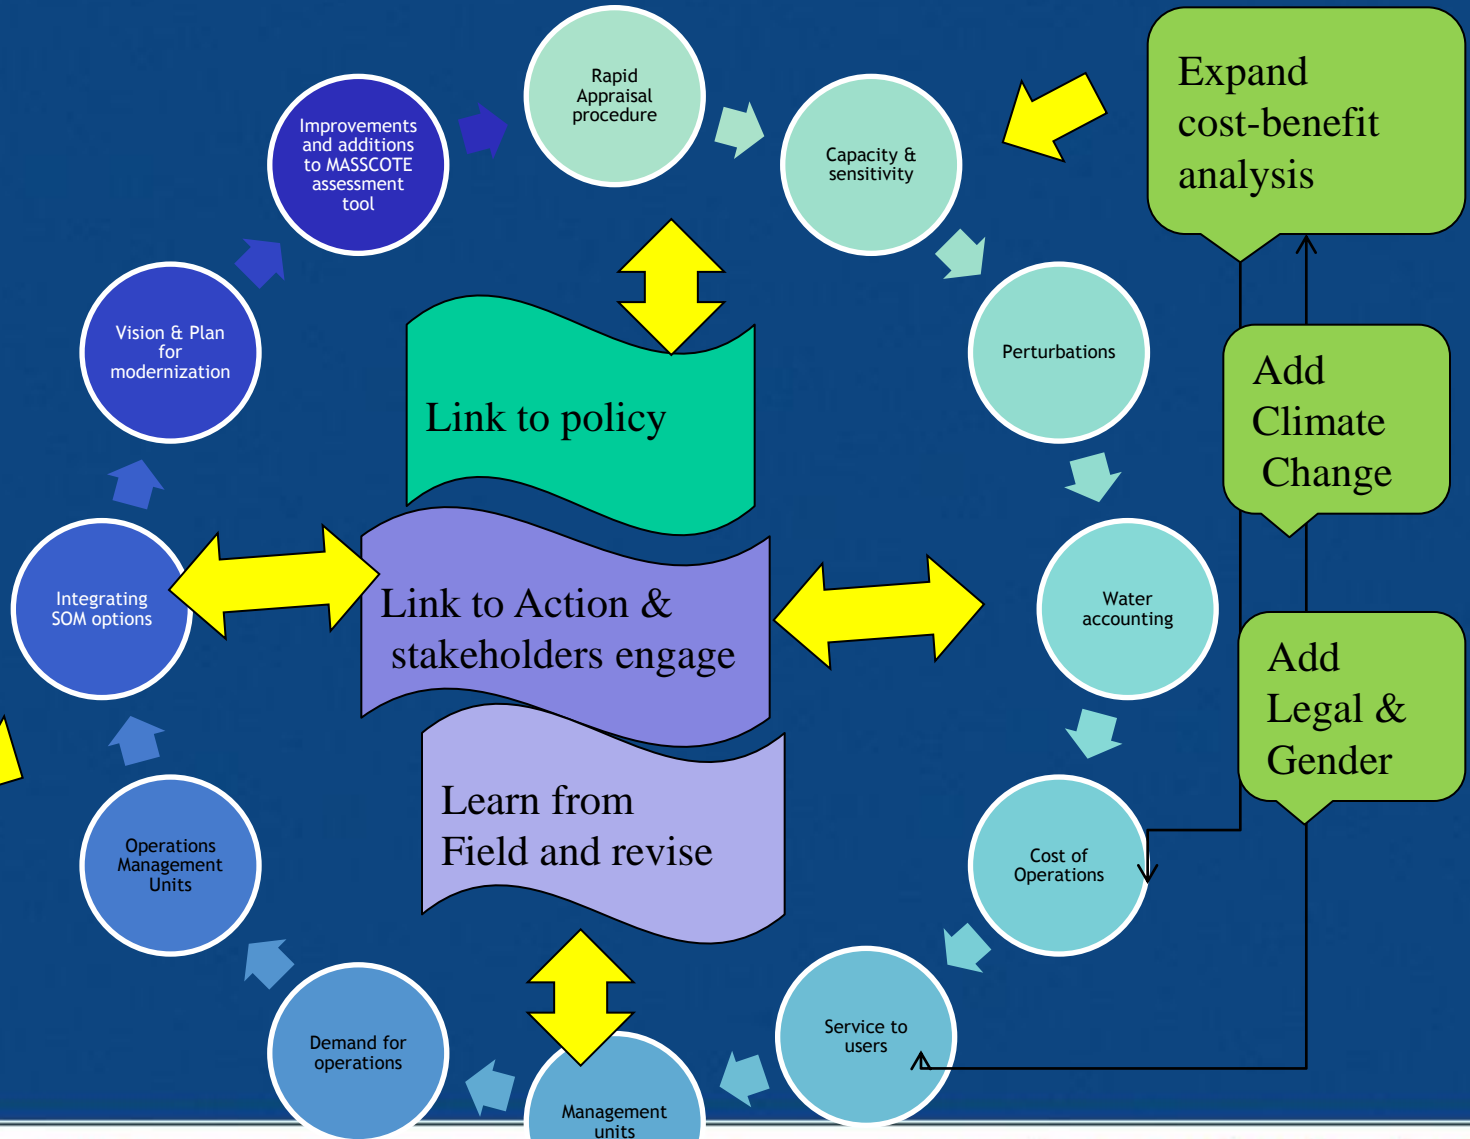 Rapid
Appraisal
procedure
Capacity &
sensitivity
Perturbations
Water
accounting
Cost of
Operations
Service to
users
Management
units
Demand for
operations
Operations
Management
Units
Integrating
SOM options
Vision & Plan
for
modernization
Improvements
and additions
to MASSCOTE
assessment
tool
Link to policy
Link to Action &
stakeholders engage
Learn from
Field and revise
Expand
cost-benefit
analysis
Add
Climate
Change
Add
Legal &
Gender